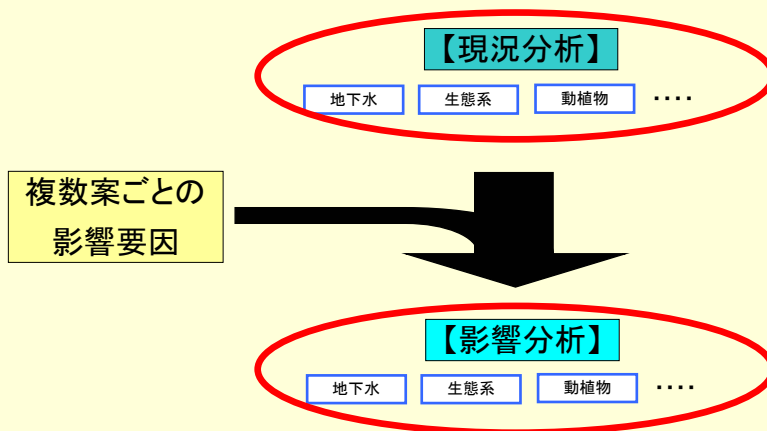 【現況分析】
地下水 生態系 動植物 ････
複数案ごとの
影響要因
【影響分析】
地下水 生態系 動植物 ････